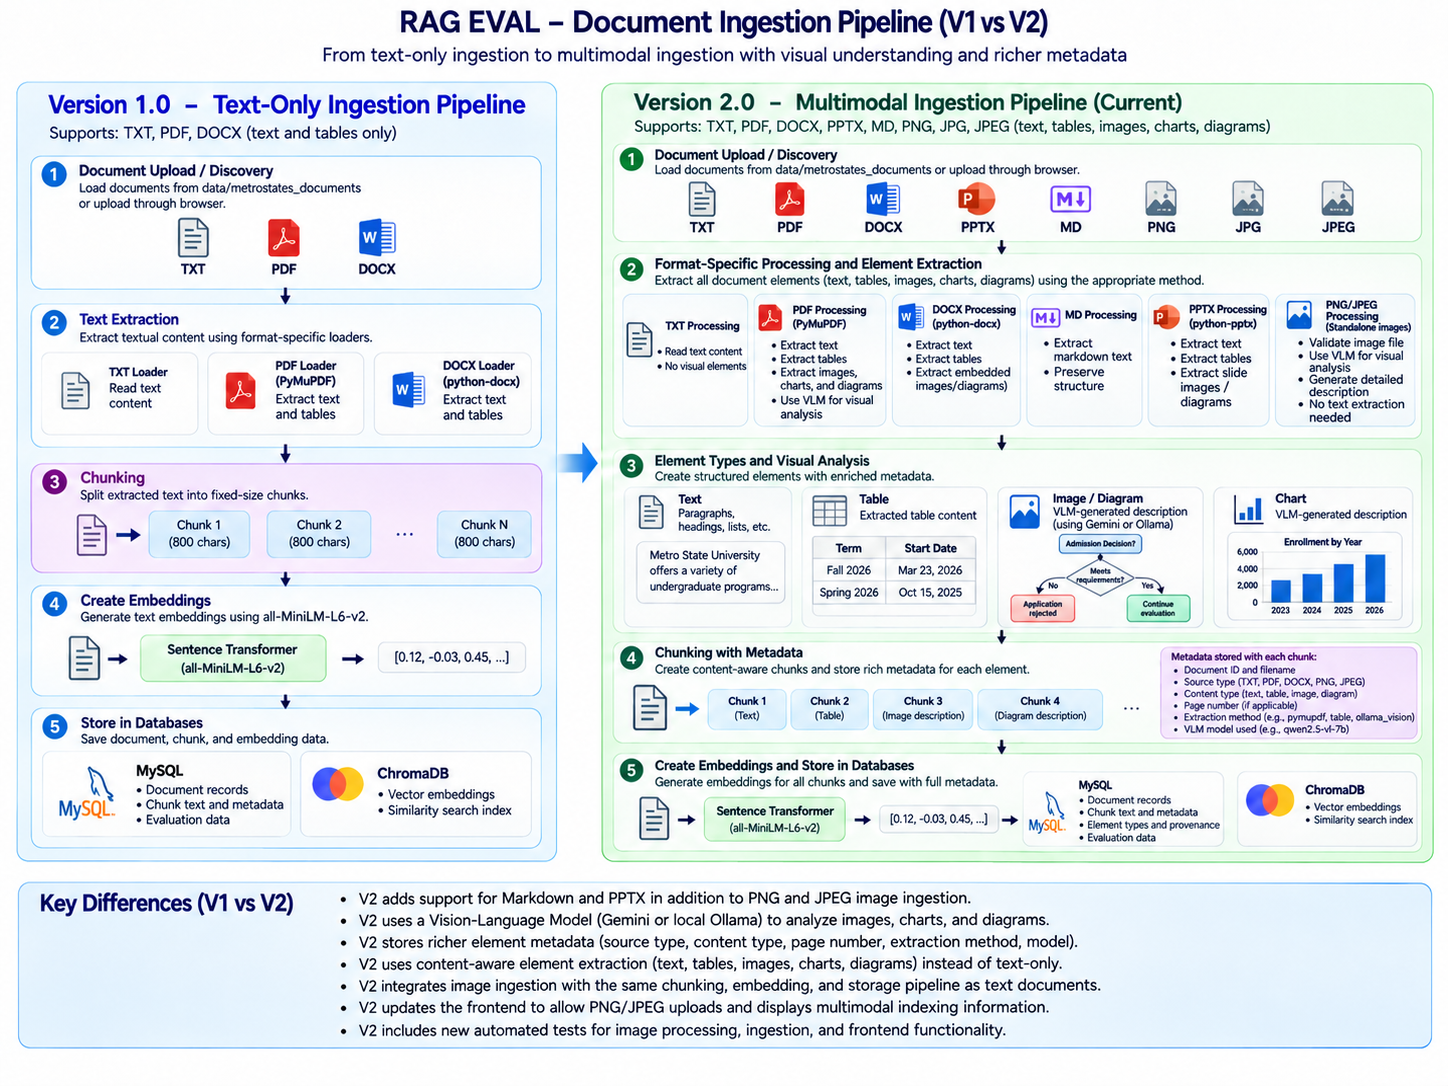 RAG EVAL – Document Ingestion Pipeline (V1 vs V2)
From text-only ingestion to multimodal ingestion with visual understanding and richer metadata
Version 1.0 – Text-Only Ingestion Pipeline
Supports: TXT, PDF, DOCX (text and tables only)
1
Document Upload / Discovery
Load documents from data/metrostates_documents
or upload through browser.
TXT
PDF
W
DOCX
2
Text Extraction
Extract textual content using format-specific loaders.
TXT Loader
Read text
content
PDF Loader
(PyMuPDF)
Extract text
and tables
W
DOCX Loader
(python-docx)
Extract text
and tables
3
Chunking
Split extracted text into fixed-size chunks.
Chunk 1
(800 chars)
Chunk 2
(800 chars)
...
Chunk N
(800 chars)
4
Create Embeddings
Generate text embeddings using all-MiniLM-L6-v2.
Sentence Transformer
(all-MiniLM-L6-v2)
[0.12, -0.03, 0.45, ...]
5
Store in Databases
Save document, chunk, and embedding data.
MySQL
MySQL
• Document records
• Chunk text and metadata
• Evaluation data
ChromaDB
• Vector embeddings
• Similarity search index
Version 2.0 – Multimodal Ingestion Pipeline (Current)
Supports: TXT, PDF, DOCX, PPTX, MD, PNG, JPG, JPEG (text, tables, images, charts, diagrams)
1
Document Upload / Discovery
Load documents from data/metrostates_documents or upload through browser.
TXT
PDF
W
DOCX
P
PPTX
M↓
MD
PNG
JPG
JPEG
2
Format-Specific Processing and Element Extraction
Extract all document elements (text, tables, images, charts, diagrams) using the appropriate method.
TXT Processing
• Read text content
• No visual elements
PDF Processing
(PyMuPDF)
• Extract text
• Extract tables
• Extract images,
charts, and diagrams
• Use VLM for visual
analysis
W
DOCX Processing
(python-docx)
• Extract text
• Extract tables
• Extract embedded
images/diagrams)
M↓
MD Processing
• Extract
markdown text
• Preserve
structure
P
PPTX Processing
(python-pptx)
• Extract text
• Extract tables
• Extract slide
images /
diagrams
PNG/JPEG
Processing
(Standalone images)
• Validate image file
• Use VLM for visual
analysis
• Generate detailed
description
• No text extraction
needed
3
Element Types and Visual Analysis
Create structured elements with enriched metadata.
Text
Paragraphs,
headings, lists, etc.
Metro State University
offers a variety of
undergraduate programs...
Table
Extracted table content
Term Start Date
Fall 2026 Mar 23, 2026
Spring 2026 Oct 15, 2025
Image / Diagram
VLM-generated description
(using Gemini or Ollama)
Admission Decision?
Meets
requirements?
No
Yes
Application
rejected
Continue
evaluation
Chart
VLM-generated description
Enrollment by Year
6,000
4,000
2,000
0
2023 2024 2025 2026
4
Chunking with Metadata
Create content-aware chunks and store rich metadata for each element.
Chunk 1
(Text)
Chunk 2
(Table)
Chunk 3
(Image description)
Chunk 4
(Diagram description)
...
Metadata stored with each chunk:
• Document ID and filename
• Source type (TXT, PDF, DOCX, PNG, JPEG)
• Content type (text, table, image, diagram)
• Page number (if applicable)
• Extraction method (e.g., pymupdf, table, ollama_vision)
• VLM model used (e.g., qwen2.5-vl-7b)
5
Create Embeddings and Store in Databases
Generate embeddings for all chunks and save with full metadata.
Sentence Transformer
(all-MiniLM-L6-v2)
[0.12, -0.03, 0.45, ...]
MySQL
MySQL
• Document records
• Chunk text and metadata
• Element types and provenance
• Evaluation data
ChromaDB
• Vector embeddings
• Similarity search index
Key Differences (V1 vs V2)
• V2 adds support for Markdown and PPTX in addition to PNG and JPEG image ingestion.
• V2 uses a Vision-Language Model (Gemini or local Ollama) to analyze images, charts, and diagrams.
• V2 stores richer element metadata (source type, content type, page number, extraction method, model).
• V2 uses content-aware element extraction (text, tables, images, charts, diagrams) instead of text-only.
• V2 integrates image ingestion with the same chunking, embedding, and storage pipeline as text documents.
• V2 updates the frontend to allow PNG/JPEG uploads and displays multimodal indexing information.
• V2 includes new automated tests for image processing, ingestion, and frontend functionality.